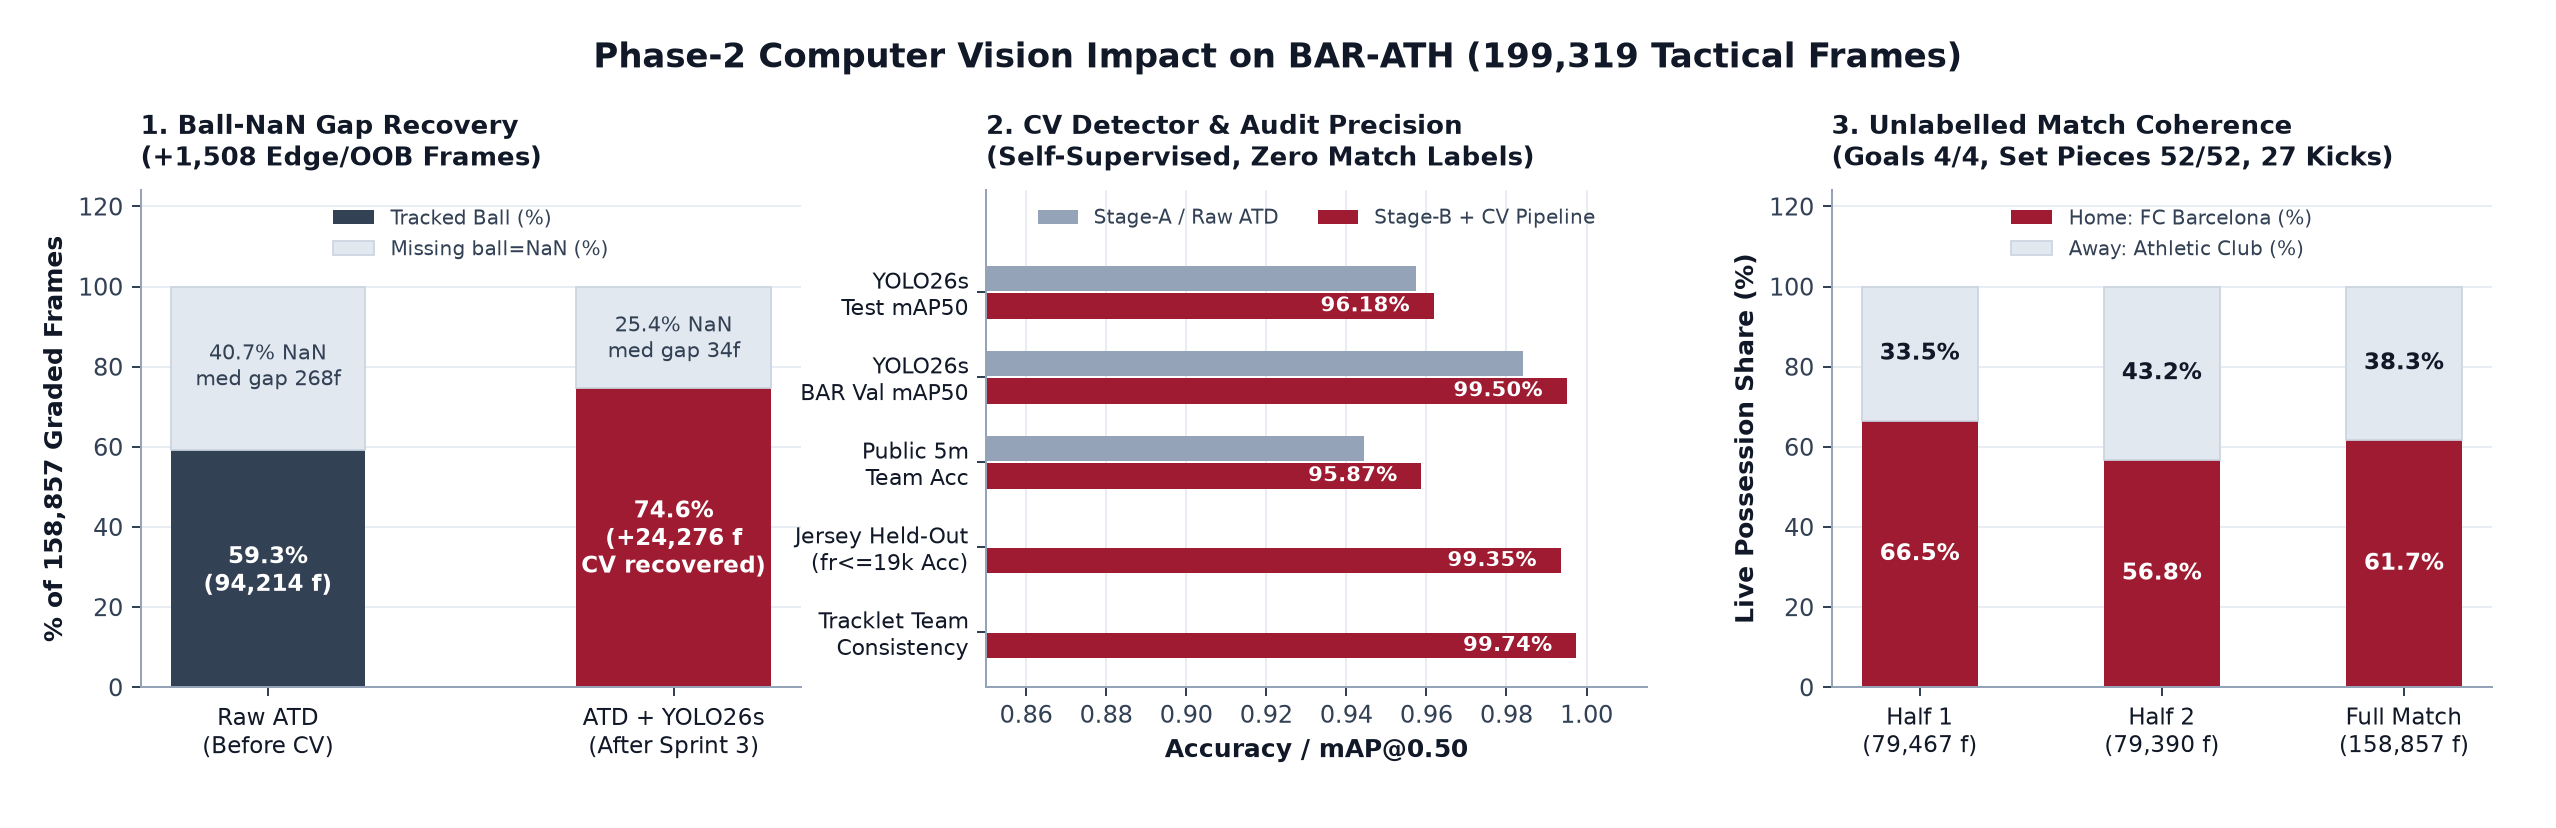 Phase-2 Computer Vision Impact on BAR-ATH (199,319 Tactical Frames)
1. Ball-NaN Gap Recovery
(+1,508 Edge/OOB Frames)
% of 158,857 Graded Frames
120
100
80
60
40
20
0
Tracked Ball (%)
Missing ball=NaN (%)
40.7% NaN
med gap 268f
59.3%
(94,214 f)
25.4% NaN
med gap 34f
74.6%
(+24,276 f
CV recovered)
Raw ATD
(Before CV)
ATD + YOLO26s
(After Sprint 3)
2. CV Detector & Audit Precision
(Self-Supervised, Zero Match Labels)
Stage-A / Raw ATD
Stage-B + CV Pipeline
YOLO26s
Test mAP50
96.18%
YOLO26s
BAR Val mAP50
99.50%
Public 5m
Team Acc
95.87%
Jersey Held-Out
(fr<=19k Acc)
99.35%
Tracklet Team
Consistency
99.74%
0.86 0.88 0.90 0.92 0.94 0.96 0.98 1.00
Accuracy / mAP@0.50
3. Unlabelled Match Coherence
(Goals 4/4, Set Pieces 52/52, 27 Kicks)
Live Possession Share (%)
120
100
80
60
40
20
0
Home: FC Barcelona (%)
Away: Athletic Club (%)
33.5%
66.5%
43.2%
56.8%
38.3%
61.7%
Half 1
(79,467 f)
Half 2
(79,390 f)
Full Match
(158,857 f)